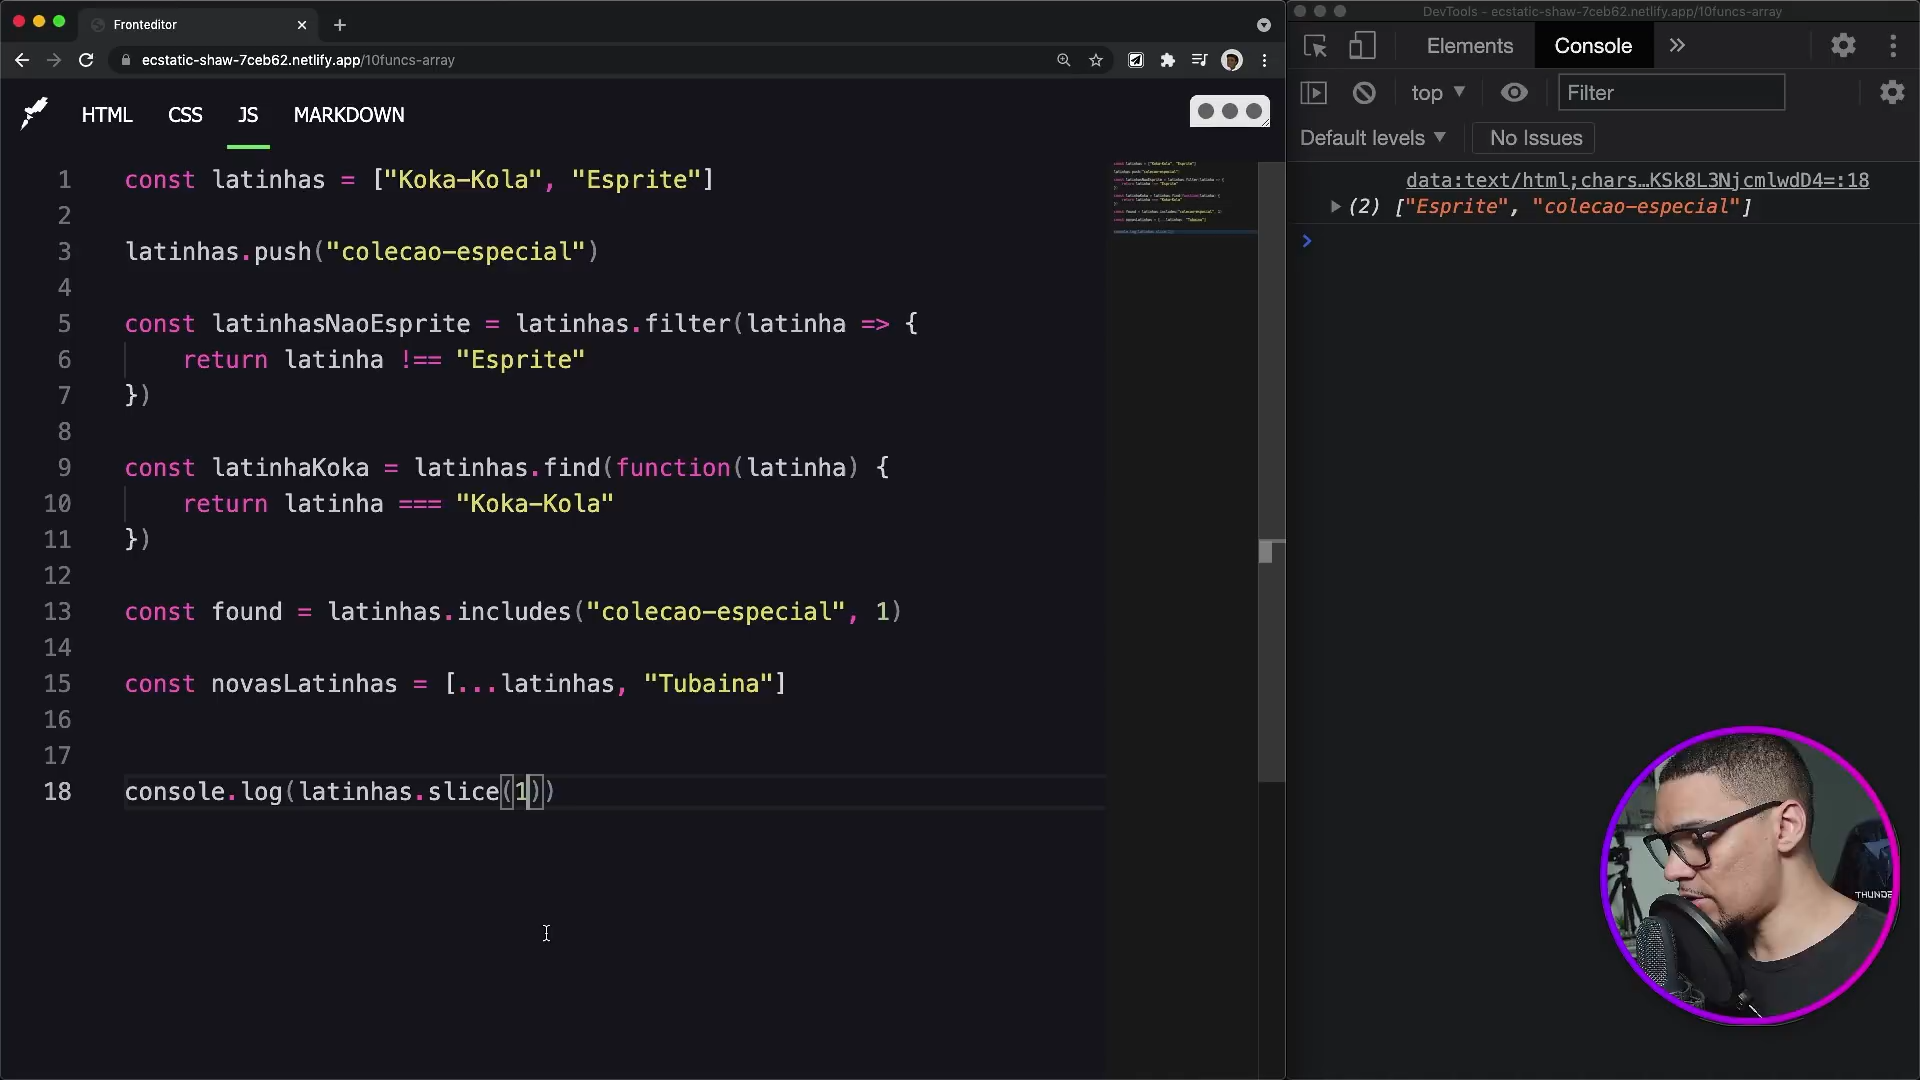 Fronteditor
ecstatic-shaw-7ceb62.netlify.app/10funcs-array
HTML CSS JS MARKDOWN
1 const latinhas = ["Koka-Kola", "Esprite"]
2
3 latinhas.push("colecao-especial")
4
5 const latinhasNaoEsprite = latinhas.filter(latinha => {
6 return latinha !== "Esprite"
7 })
8
9 const latinhaKoka = latinhas.find(function(latinha) {
10 return latinha === "Koka-Kola"
11 })
12
13 const found = latinhas.includes("colecao-especial", 1)
14
15 const novasLatinhas = [...latinhas, "Tubaina"]
16
17
18 console.log(latinhas.slice(1))
DevTools - ecstatic-shaw-7ceb62.netlify.app/10funcs-array
Elements Console
top Filter
Default levels No Issues
data:text/html;chars…KSk8L3NjcmlwdD4=:18
(2) ["Esprite", "colecao-especial"]
THUNDE